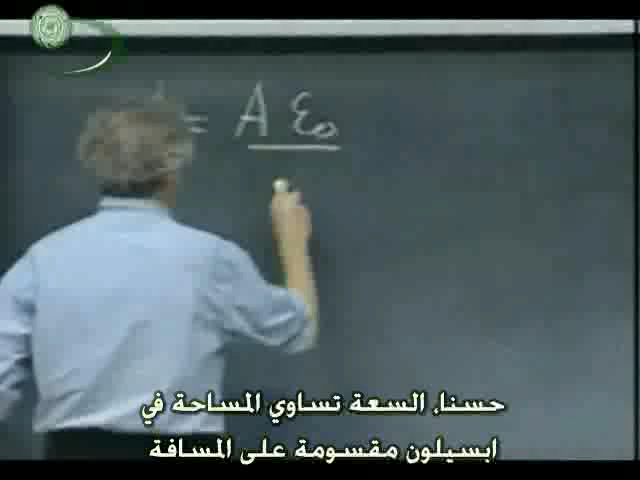 = A ε₀
حسنا، السعة تساوي المساحة في
ابسيلون مقسومة على المسافة